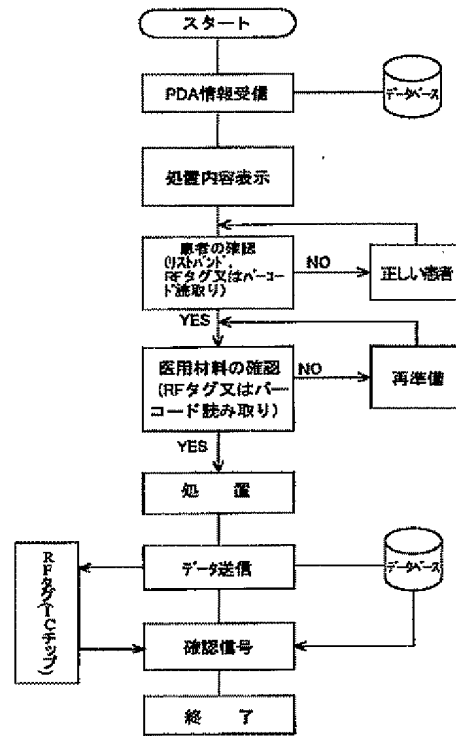 スタート
PDA情報受信
データベース
処置内容表示
患者の確認
(リストバンド、
RFタグ又はバーコー
ド読取り)
NO
正しい患者
YES
医用材料の確認
(RFタグ又はバー
コード読み取り)
NO
再準備
YES
処 置
RFタグ(ICチップ)
データ送信
データベース
確認信号
終 了